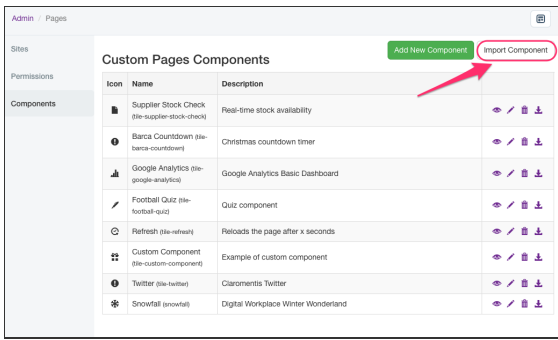 Admin / Pages
Sites
Permissions
Components
Custom Pages Components
Add New Component
Import Component
Icon Name Description
Supplier Stock Check
(tile-supplier-stock-check)
Real-time stock availability
Barca Countdown (tile-
barca-countdown)
Christmas countdown timer
Google Analytics (tile-
google-analytics)
Google Analytics Basic Dashboard
Football Quiz (tile-
football-quiz)
Quiz component
Refresh (tile-refresh) Reloads the page after x seconds
Custom Component
(tile-custom-component)
Example of custom component
Twitter (tile-twitter) Claromentis Twitter
Snowfall (snowfall) Digital Workplace Winter Wonderland